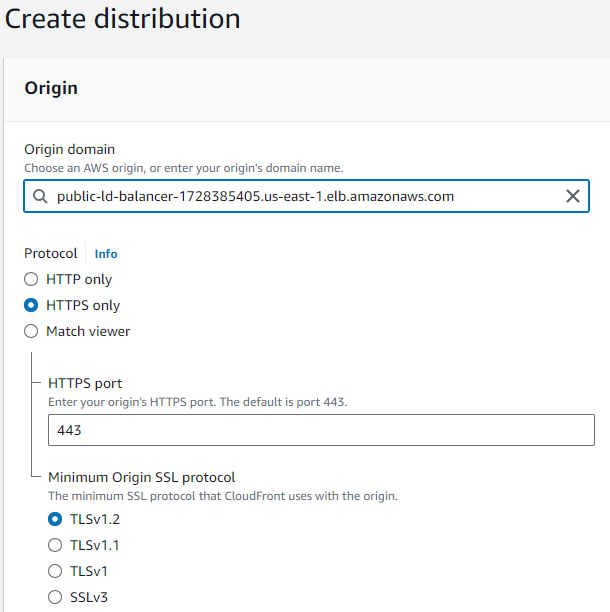 Create distribution
Origin
Origin domain
Choose an AWS origin, or enter your origin's domain name.
public-ld-balancer-1728385405.us-east-1.elb.amazonaws.com
Protocol Info
HTTP only
HTTPS only
Match viewer
HTTPS port
Enter your origin's HTTPS port. The default is port 443.
443
Minimum Origin SSL protocol
The minimum SSL protocol that CloudFront uses with the origin.
TLSv1.2
TLSv1.1
TLSv1
SSLv3